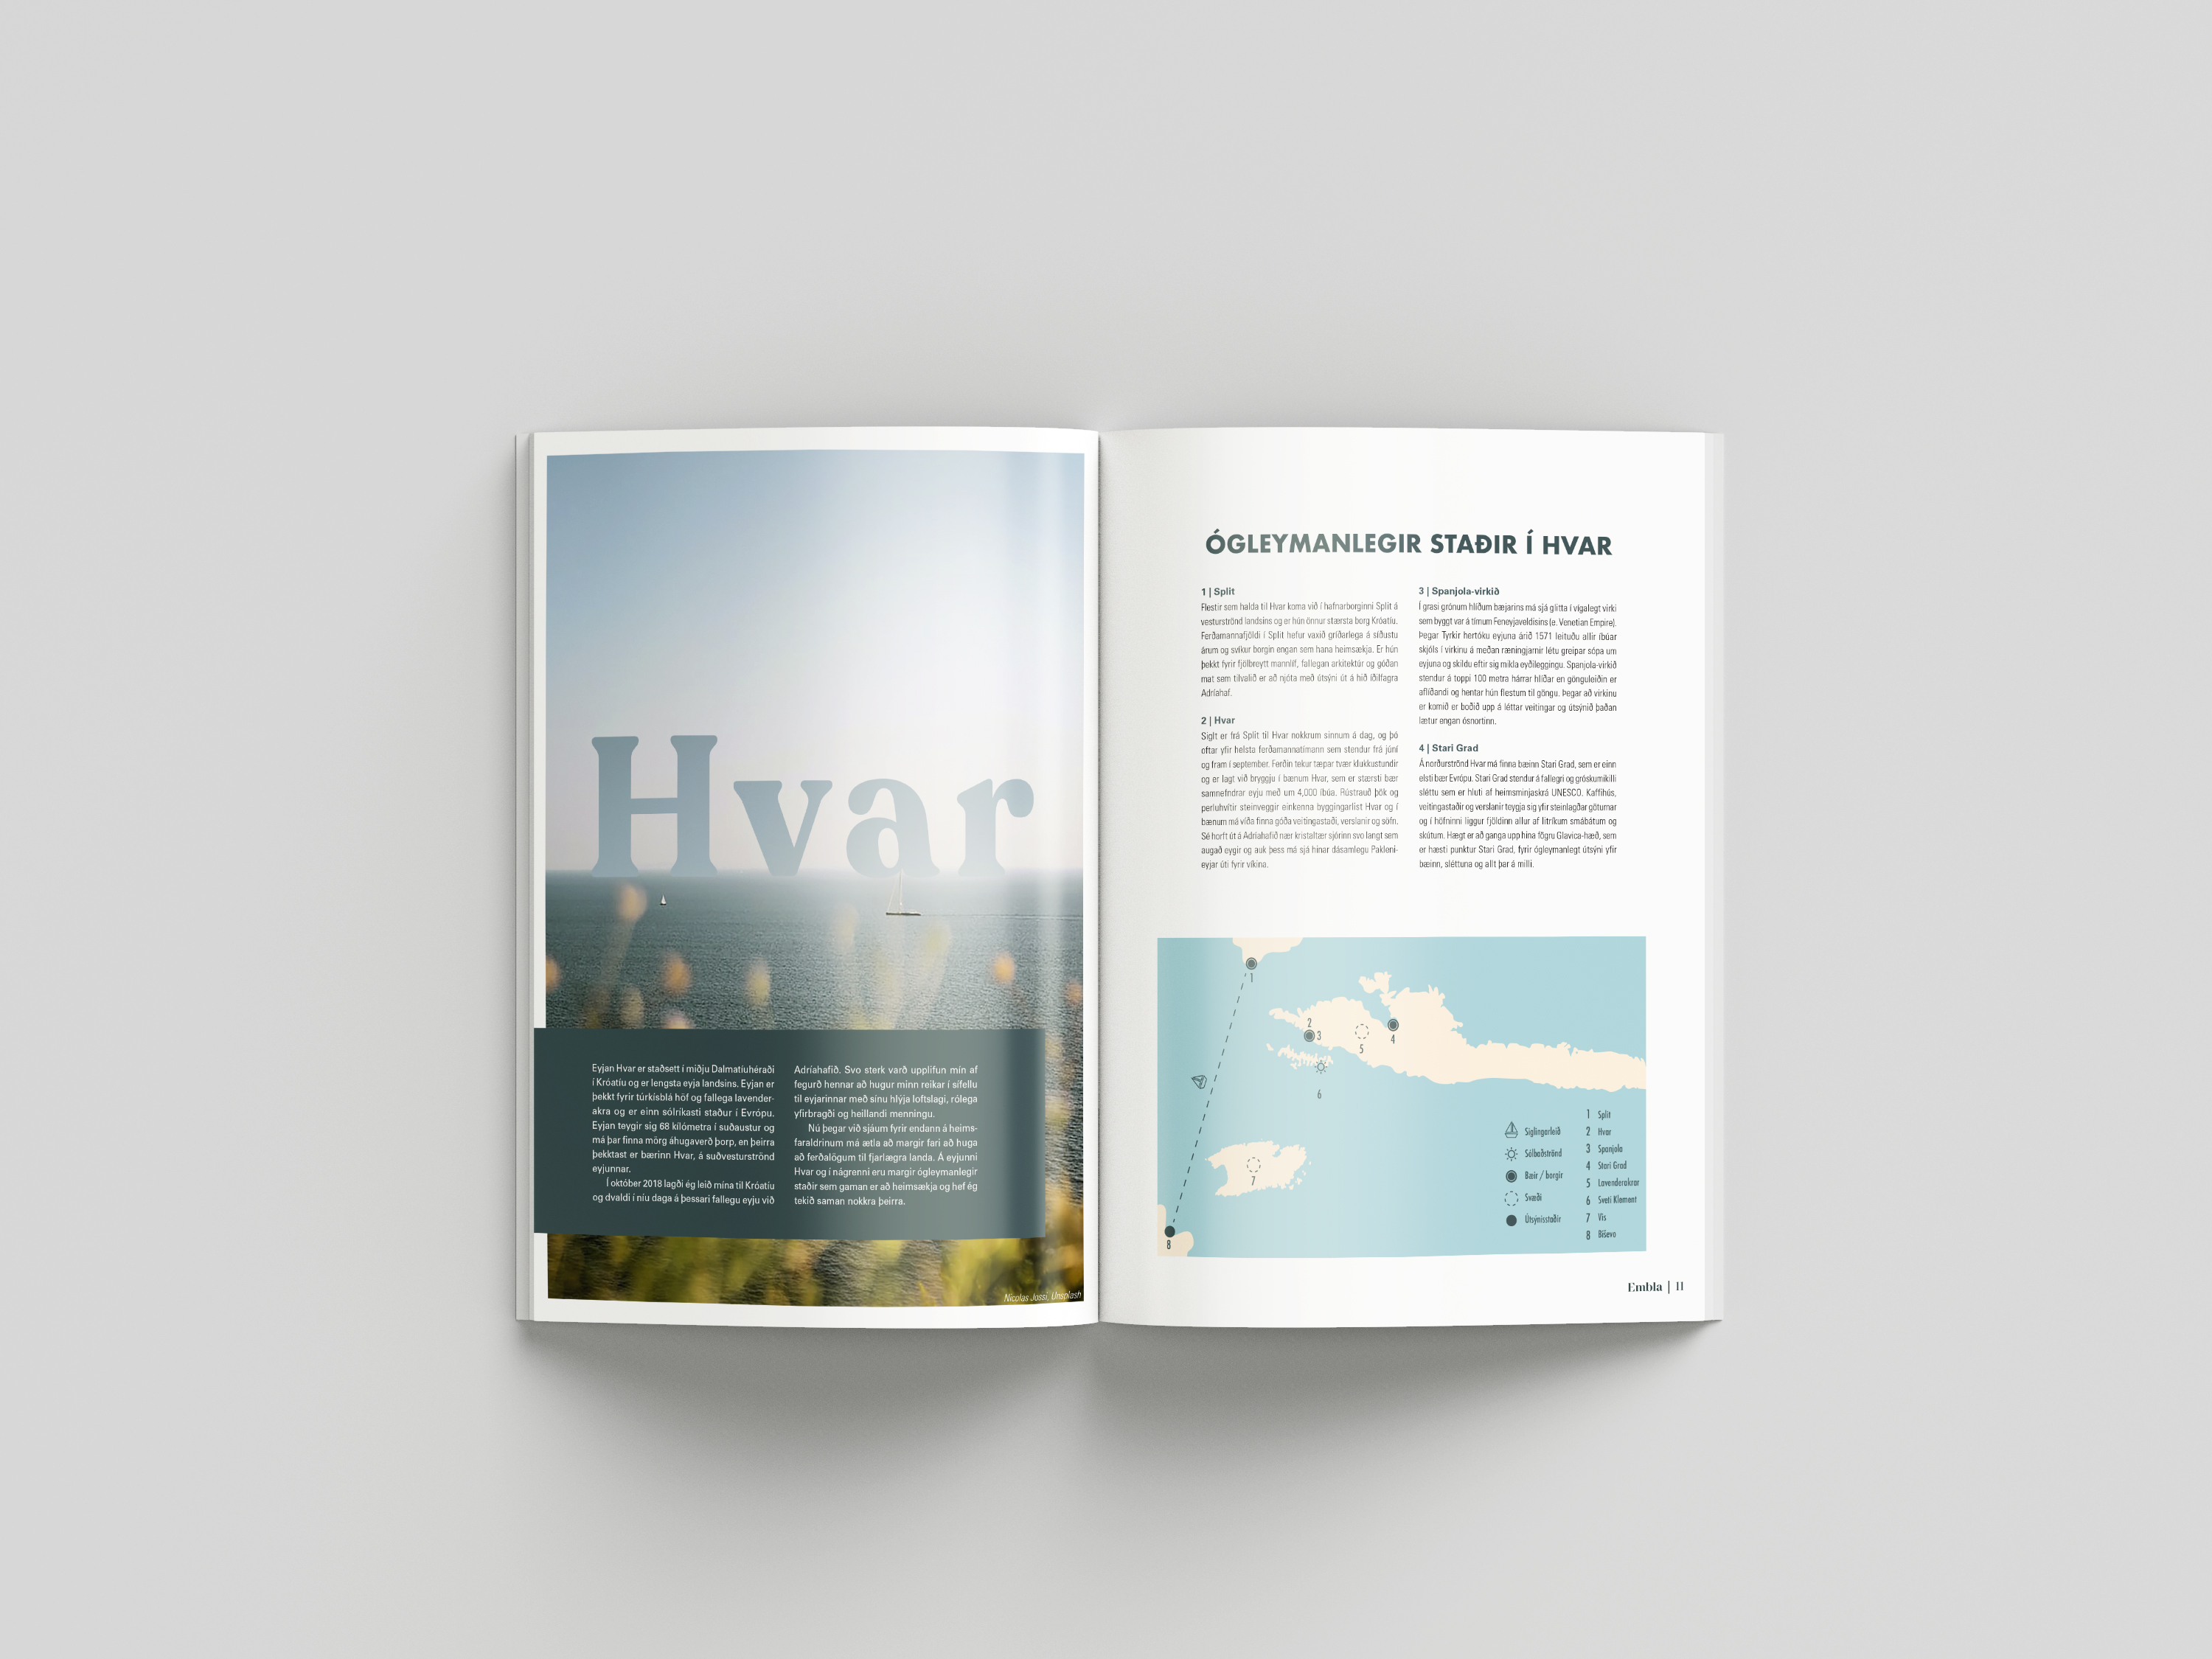 Hvar
Eyjan Hvar er staðsett í miðju Dalmatíuhéraði
í Króatíu og er lengsta eyja landsins. Eyjan er
þekkt fyrir túrkísblá höf og fallega lavender-
akra og er einn sólríkasti staður í Evrópu.
Eyjan teygir sig 68 kílómetra í suðaustur og
má þar finna mörg áhugaverð þorp, en þeirra
þekktast er bærinn Hvar, á suðvesturströnd
eyjunnar.
Í október 2018 lagði ég leið mína til Króatíu
og dvaldi í níu daga á þessari fallegu eyju við
Adríahafið. Svo sterk varð upplifun mín af
fegurð hennar að hugur minn reikar í sífellu
til eyjarinnar með sínu hlýja loftslagi, rólega
yfirbragði og heillandi menningu.
Nú þegar við sjáum fyrir endann á heims-
faraldrinum má ætla að margir fari að huga
að ferðalögum til fjarlægra landa. Á eyjunni
Hvar og í nágrenni eru margir ógleymanlegir
staðir sem gaman er að heimsækja og hef ég
tekið saman nokkra þeirra.
Nicolas Jossi, Unsplash
ÓGLEYMANLEGIR STAÐIR Í HVAR
1 | Split
Flestir sem halda til Hvar koma við í hafnarborginni Split á
vesturströnd landsins og er hún önnur stærsta borg Króatíu.
Ferðamannafjöldi í Split hefur vaxið gríðarlega á síðustu
árum og svíkur borgin engan sem hana heimsækja. Er hún
þekkt fyrir fjölbreytt mannlíf, fallegan arkitektúr og góðan
mat sem tilvalið er að njóta með útsýni út á hið íðilfagra
Adríahaf.
2 | Hvar
Siglt er frá Split til Hvar nokkrum sinnum á dag, og þó
oftar yfir helsta ferðamannatímann sem stendur frá júní
og fram í september. Ferðin tekur tæpar tvær klukkustundir
og er lagt við bryggju í bænum Hvar, sem er stærsti bær
samnefndrar eyju með um 4,000 íbúa. Rústrauð þök og
perluhvítir steinveggir einkenna byggingarlist Hvar og í
bænum má víða finna góða veitingastaði, verslanir og söfn.
Sé horft út á Adríahafið nær kristaltær sjórinn svo langt sem
augað eygir og auk þess má sjá hinar dásamlegu Pakleni-
eyjar úti fyrir víkina.
3 | Spanjola-virkið
Í grasi grónum hlíðum bæjarins má sjá glitta í vígalegt virki
sem byggt var á tímum Feneyjaveldisins (e. Venetian Empire).
Þegar Tyrkir hertóku eyjuna árið 1571 leituðu allir íbúar
skjóls í virkinu á meðan ræningjarnir létu greipar sópa um
eyjuna og skildu eftir sig mikla eyðileggingu. Spanjola-virkið
stendur á toppi 100 metra hárrar hlíðar en gönguleiðin er
aflíðandi og hentar hún flestum til göngu. Þegar að virkinu
er komið er boðið upp á léttar veitingar og útsýnið þaðan
lætur engan ósnortinn.
4 | Stari Grad
Á norðurströnd Hvar má finna bæinn Stari Grad, sem er einn
elsti bær Evrópu. Stari Grad stendur á fallegri og gróskumikilli
sléttu sem er hluti af heimsminjaskrá UNESCO. Kaffihús,
veitingastaðir og verslanir teygja sig yfir steinlagðar göturnar
og í höfninni liggur fjöldinn allur af litríkum smábátum og
skútum. Hægt er að ganga upp hina fögru Glavica-hæð, sem
er hæsti punktur Stari Grad, fyrir ógleymanlegt útsýni yfir
bæinn, sléttuna og allt þar á milli.
1
2
3
4
5
6
7
8
Siglingarleið
Sólbaðströnd
Bæir / borgir
Svæði
Útsýnisstaðir
1 Split
2 Hvar
3 Spanjola
4 Stari Grad
5 Lavenderakrar
6 Sveti Klement
7 Vis
8 Biševo
Embla | 11